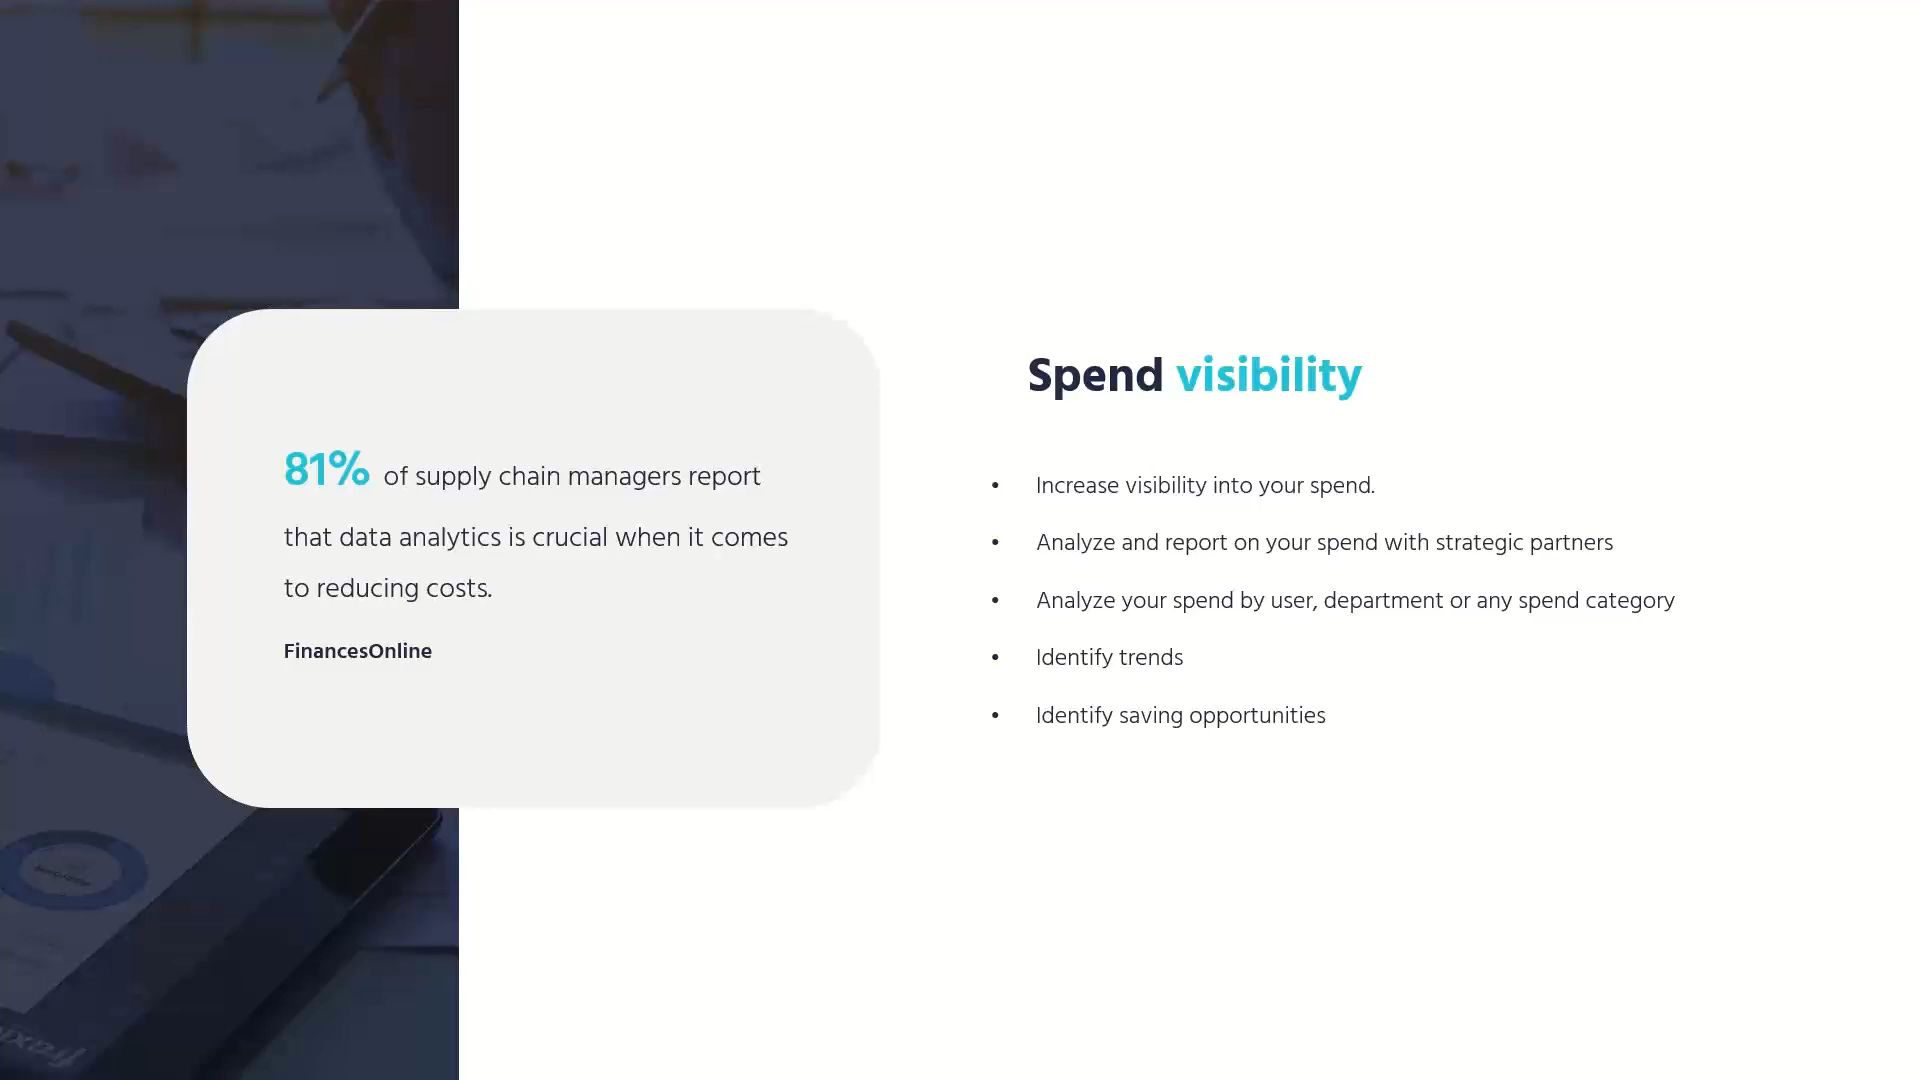 81% of supply chain managers report
that data analytics is crucial when it comes
to reducing costs.
FinancesOnline
Spend visibility
• Increase visibility into your spend.
• Analyze and report on your spend with strategic partners
• Analyze your spend by user, department or any spend category
• Identify trends
• Identify saving opportunities